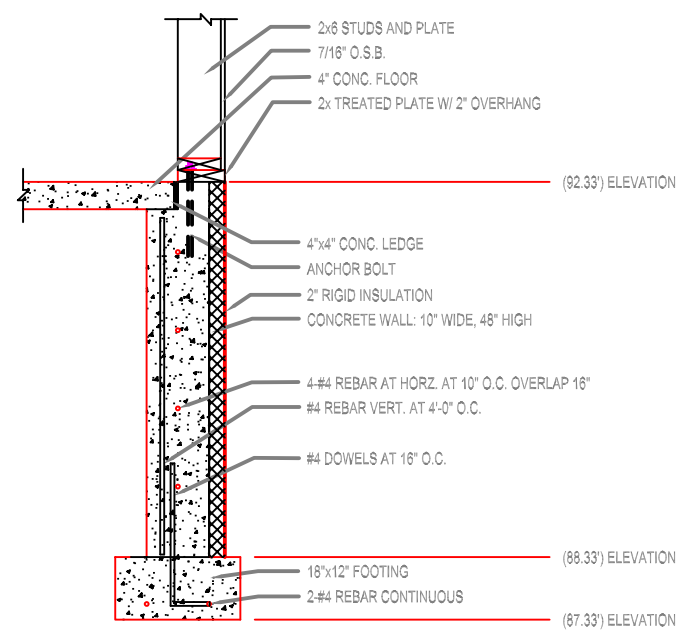 2x6 STUDS AND PLATE
7/16" O.S.B.
4" CONC. FLOOR
2x TREATED PLATE W/ 2" OVERHANG
(92.33') ELEVATION
4"x4" CONC. LEDGE
ANCHOR BOLT
2" RIGID INSULATION
CONCRETE WALL: 10" WIDE, 48" HIGH
4-#4 REBAR AT HORZ. AT 10" O.C. OVERLAP 16"
#4 REBAR VERT. AT 4'-0" O.C.
#4 DOWELS AT 16" O.C.
(88.33') ELEVATION
18"x12" FOOTING
2-#4 REBAR CONTINUOUS
(87.33') ELEVATION